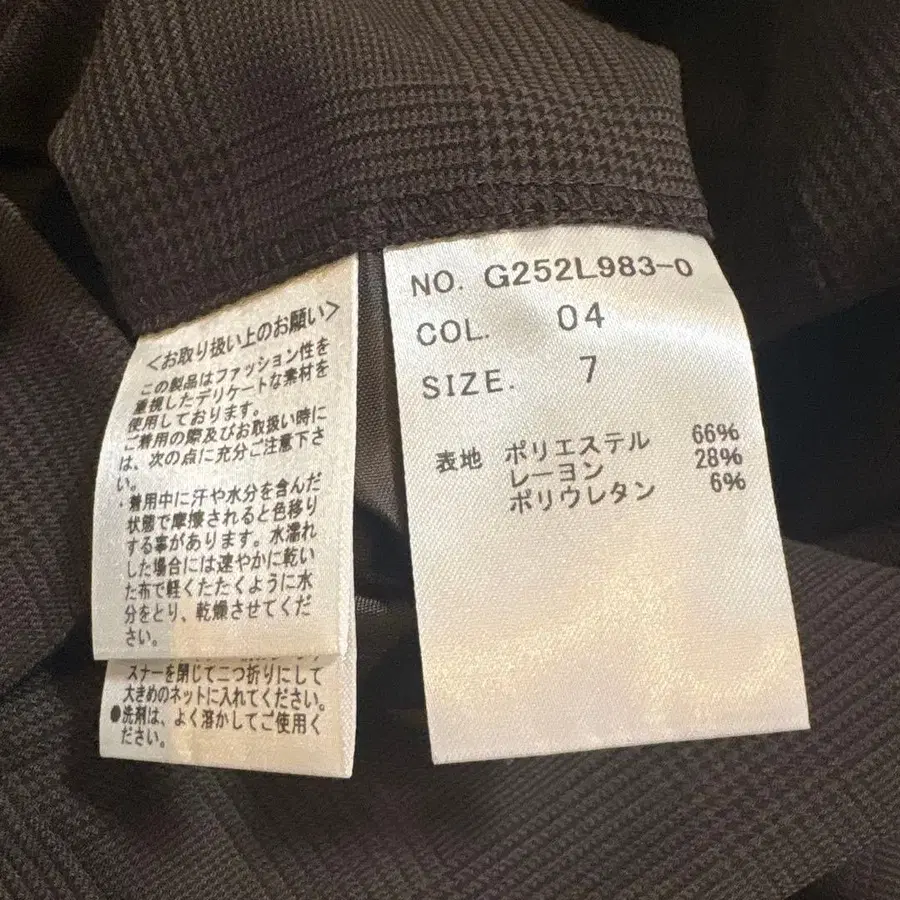 <お取り扱い上のお願い>
この製品はファッション性を
重視したデリケートな素材を
使用しております。
ご着用の際及びお取扱い時に
は、次の点に充分ご注意下さ
い。
・着用中に汗や水分を含んだ
状態で摩擦されると色移り
する事があります。水濡れ
した場合には速やかに乾い
た布で軽くたたくように水
分をとり、乾燥させてくだ
さい。
スナーを閉じて二つ折りにして
大きめのネットに入れてください。
●洗剤は、よく溶かしてご使用く
ださい。
NO. G252L983-0
COL. 04
SIZE. 7
表地 ポリエステル 66%
レーヨン 28%
ポリウレタン 6%